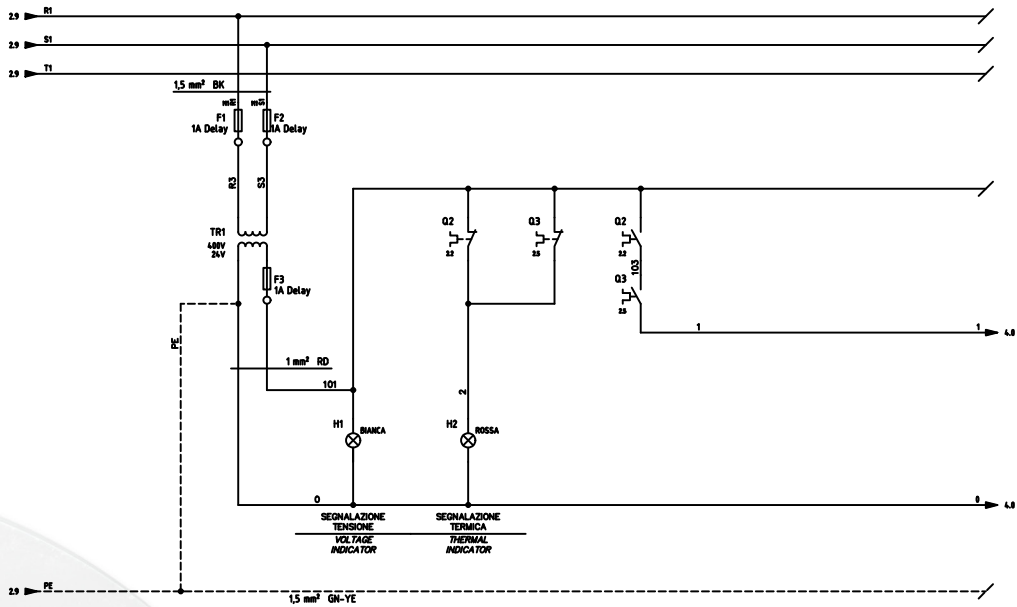 2.9 R1
2.9 S1
2.9 T1
1,5 mm² BK
R1
S1
F1
1A Delay
F2
1A Delay
R3
S3
TR1
400V
24V
F3
1A Delay
Q2
2.2
Q3
2.5
Q2
2.2
103
Q3
2.5
1
1 4.0
PE
1 mm² RD
101
2
H1
BIANCA
H2
ROSSA
0
0 4.0
SEGNALAZIONE
TENSIONE
VOLTAGE
INDICATOR
SEGNALAZIONE
TERMICA
THERMAL
INDICATOR
2.9 PE
1,5 mm² GN-YE